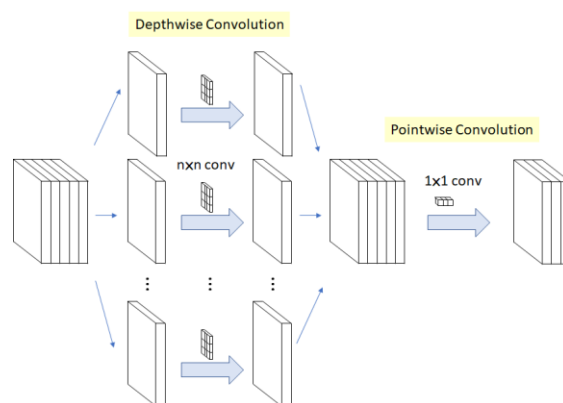 Depthwise Convolution
Pointwise Convolution
nxn conv
1x1 conv